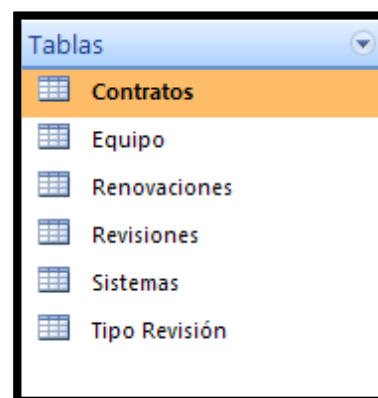 Tablas
Contratos
Equipo
Renovaciones
Revisiones
Sistemas
Tipo Revisión